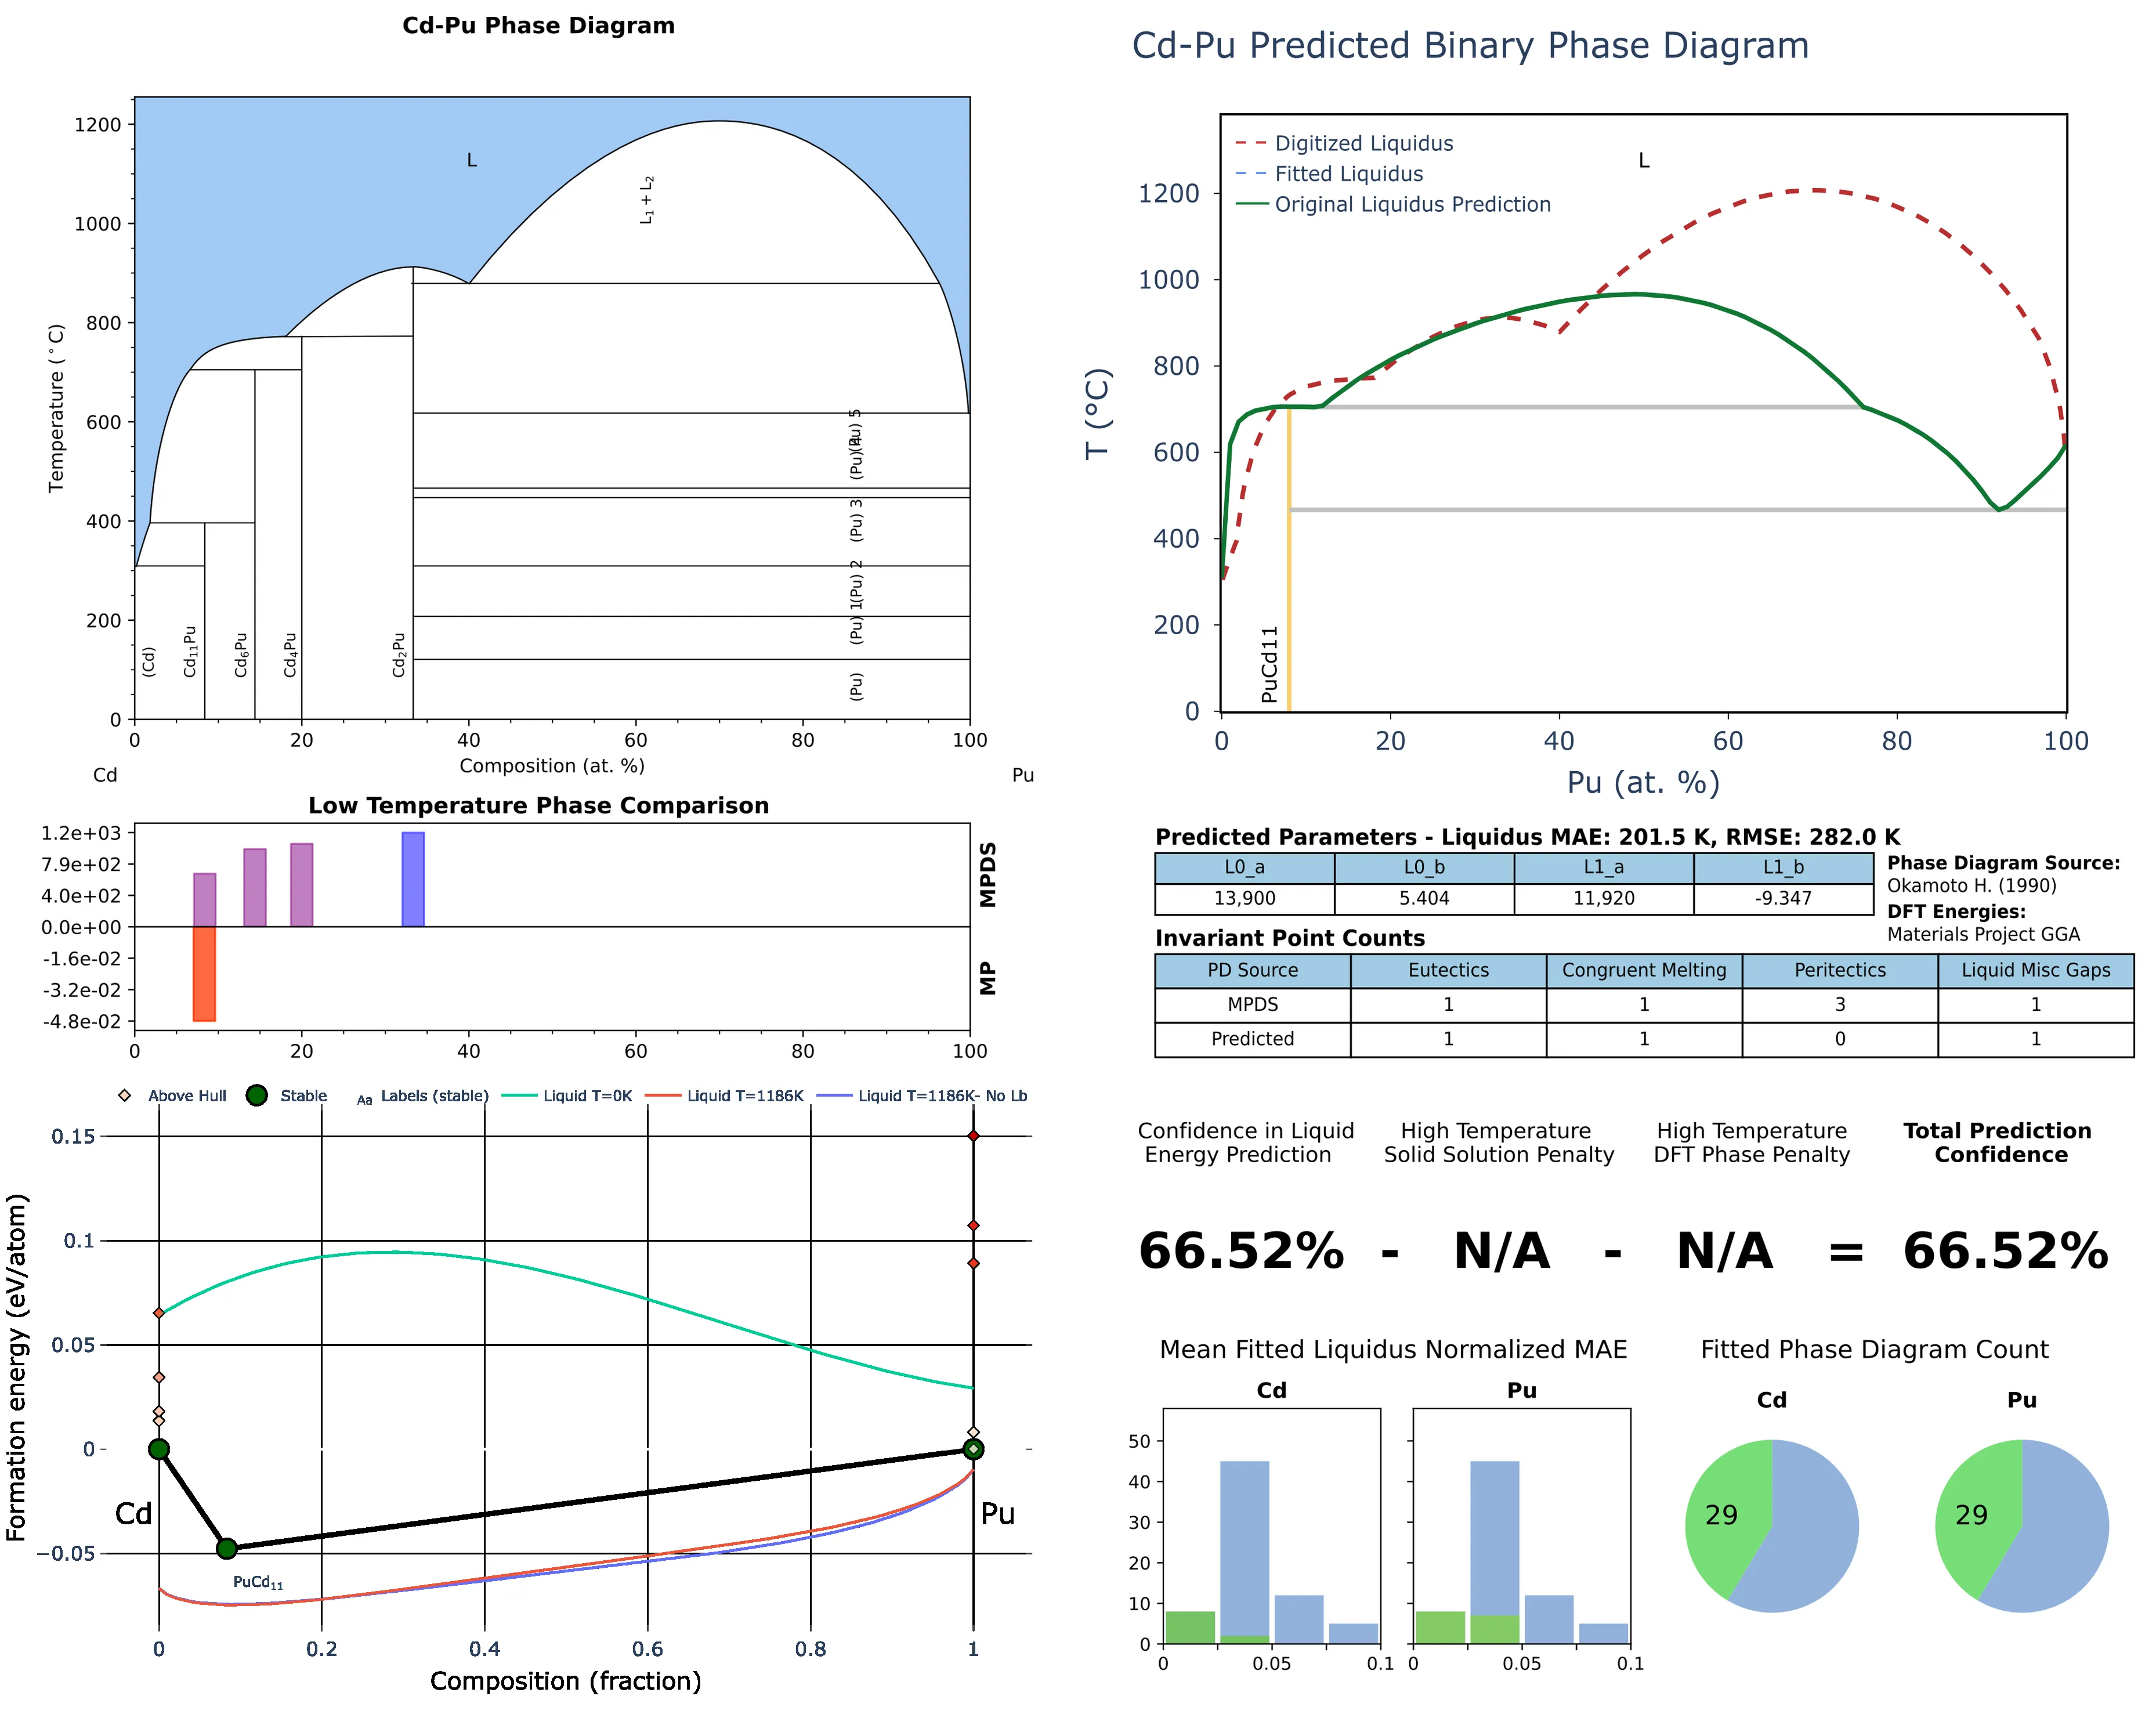 Cd-Pu Phase Diagram
L
L1 + L2
Temperature (°C)
1200
1000
800
600
400
200
0
(Cd)
Cd11Pu
Cd6Pu
Cd4Pu
Cd2Pu
(Pu) 5
(Pu) 4
(Pu) 3
(Pu) 2
(Pu) 1
(Pu)
0 20 40 60 80 100
Composition (at. %)
Cd Pu
Cd-Pu Predicted Binary Phase Diagram
Digitized Liquidus
Fitted Liquidus
Original Liquidus Prediction
L
T (°C)
1200
1000
800
600
400
200
0
PuCd11
0 20 40 60 80 100
Pu (at. %)
Low Temperature Phase Comparison
1.2e+03
7.9e+02
4.0e+02
0.0e+00
-1.6e-02
-3.2e-02
-4.8e-02
MPDS
MP
0 20 40 60 80 100
Predicted Parameters - Liquidus MAE: 201.5 K, RMSE: 282.0 K
L0_a L0_b L1_a L1_b
13,900 5.404 11,920 -9.347
Phase Diagram Source:
Okamoto H. (1990)
DFT Energies:
Materials Project GGA
Invariant Point Counts
PD Source Eutectics Congruent Melting Peritectics Liquid Misc Gaps
MPDS 1 1 3 1
Predicted 1 1 0 1
Above Hull Stable Aa Labels (stable) Liquid T=0K Liquid T=1186K Liquid T=1186K- No Lb
Formation energy (eV/atom)
0.15
0.1
0.05
0
−0.05
Cd
Pu
PuCd11
0 0.2 0.4 0.6 0.8 1
Composition (fraction)
Confidence in Liquid
Energy Prediction
High Temperature
Solid Solution Penalty
High Temperature
DFT Phase Penalty
Total Prediction
Confidence
66.52% - N/A - N/A = 66.52%
Mean Fitted Liquidus Normalized MAE
Cd Pu
50
40
30
20
10
0
0 0.05 0.1 0 0.05 0.1
Fitted Phase Diagram Count
Cd Pu
29 29